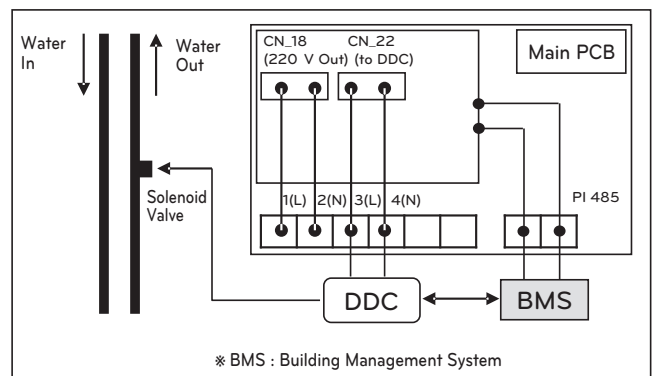 Water
In
Water
Out
CN_18
(220 V Out)
CN_22
(to DDC)
Main PCB
Solenoid
Valve
1(L) 2(N) 3(L) 4(N)
PI 485
DDC
BMS
※ BMS : Building Management System